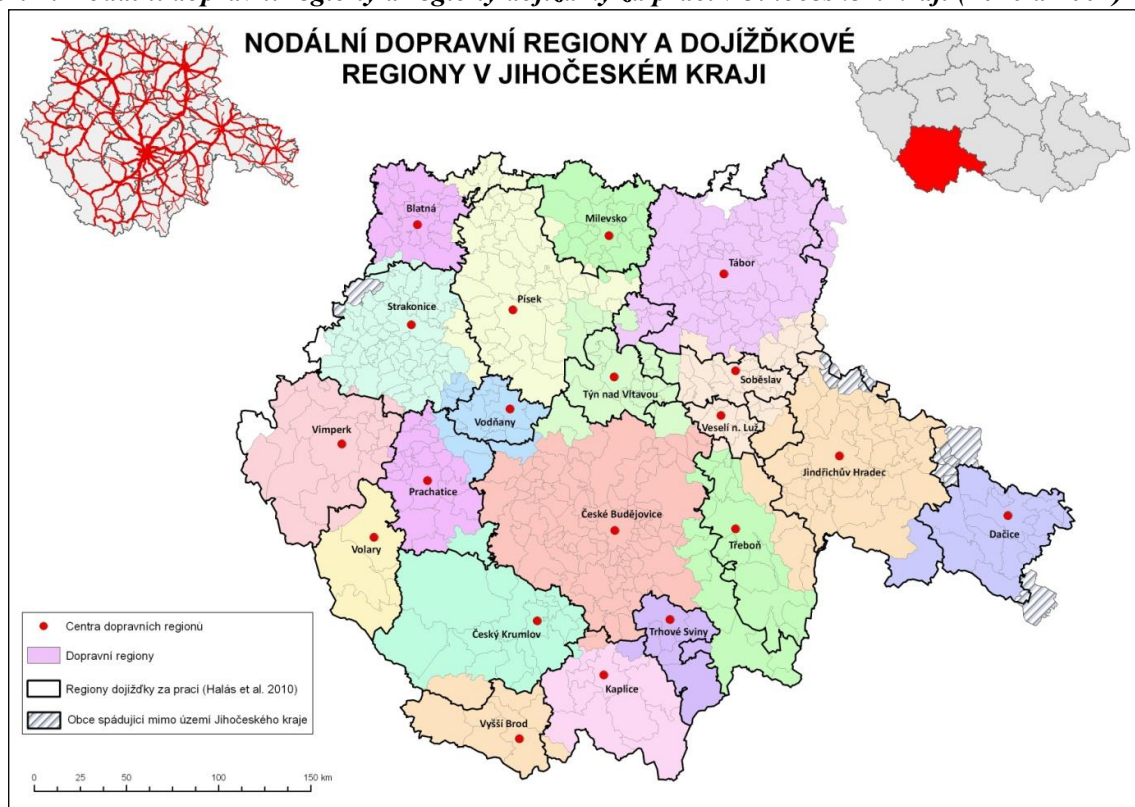 NODÁLNÍ DOPRAVNÍ REGIONY A DOJÍŽĎKOVÉ
REGIONY V JIHOČESKÉM KRAJI
Blatná
Milevsko
Tábor
Strakonice
Písek
Soběslav
Týn nad Vltavou
Vodňany
Veselí n. Luž.
Vimperk
Jindřichův Hradec
Prachatice
České Budějovice
Dačice
Třeboň
Volary
Český Krumlov
Trhové Sviny
Kaplice
Vyšší Brod
Centra dopravních regionů
Dopravní regiony
Regiony dojížďky za prací (Halás et al. 2010)
Obce spádující mimo území Jihočeského kraje
0 25 50 100 150 km